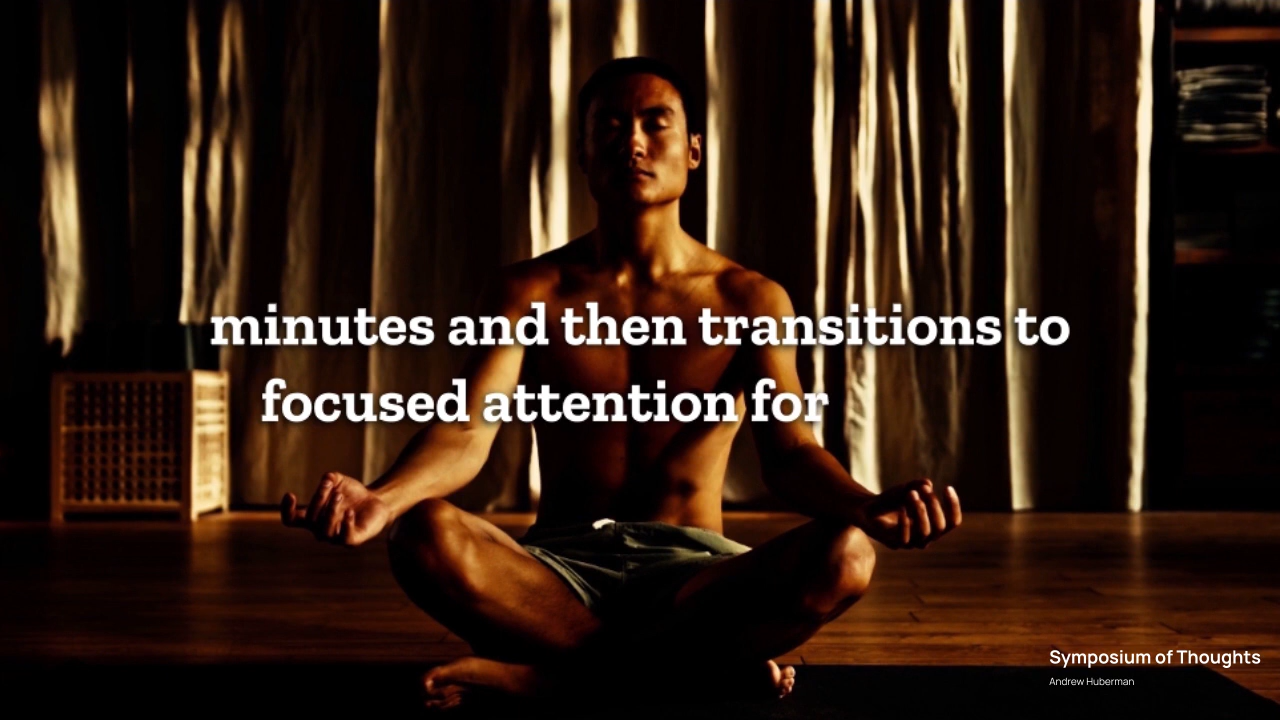 minutes and then transitions to
focused attention for
Symposium of Thoughts
Andrew Huberman